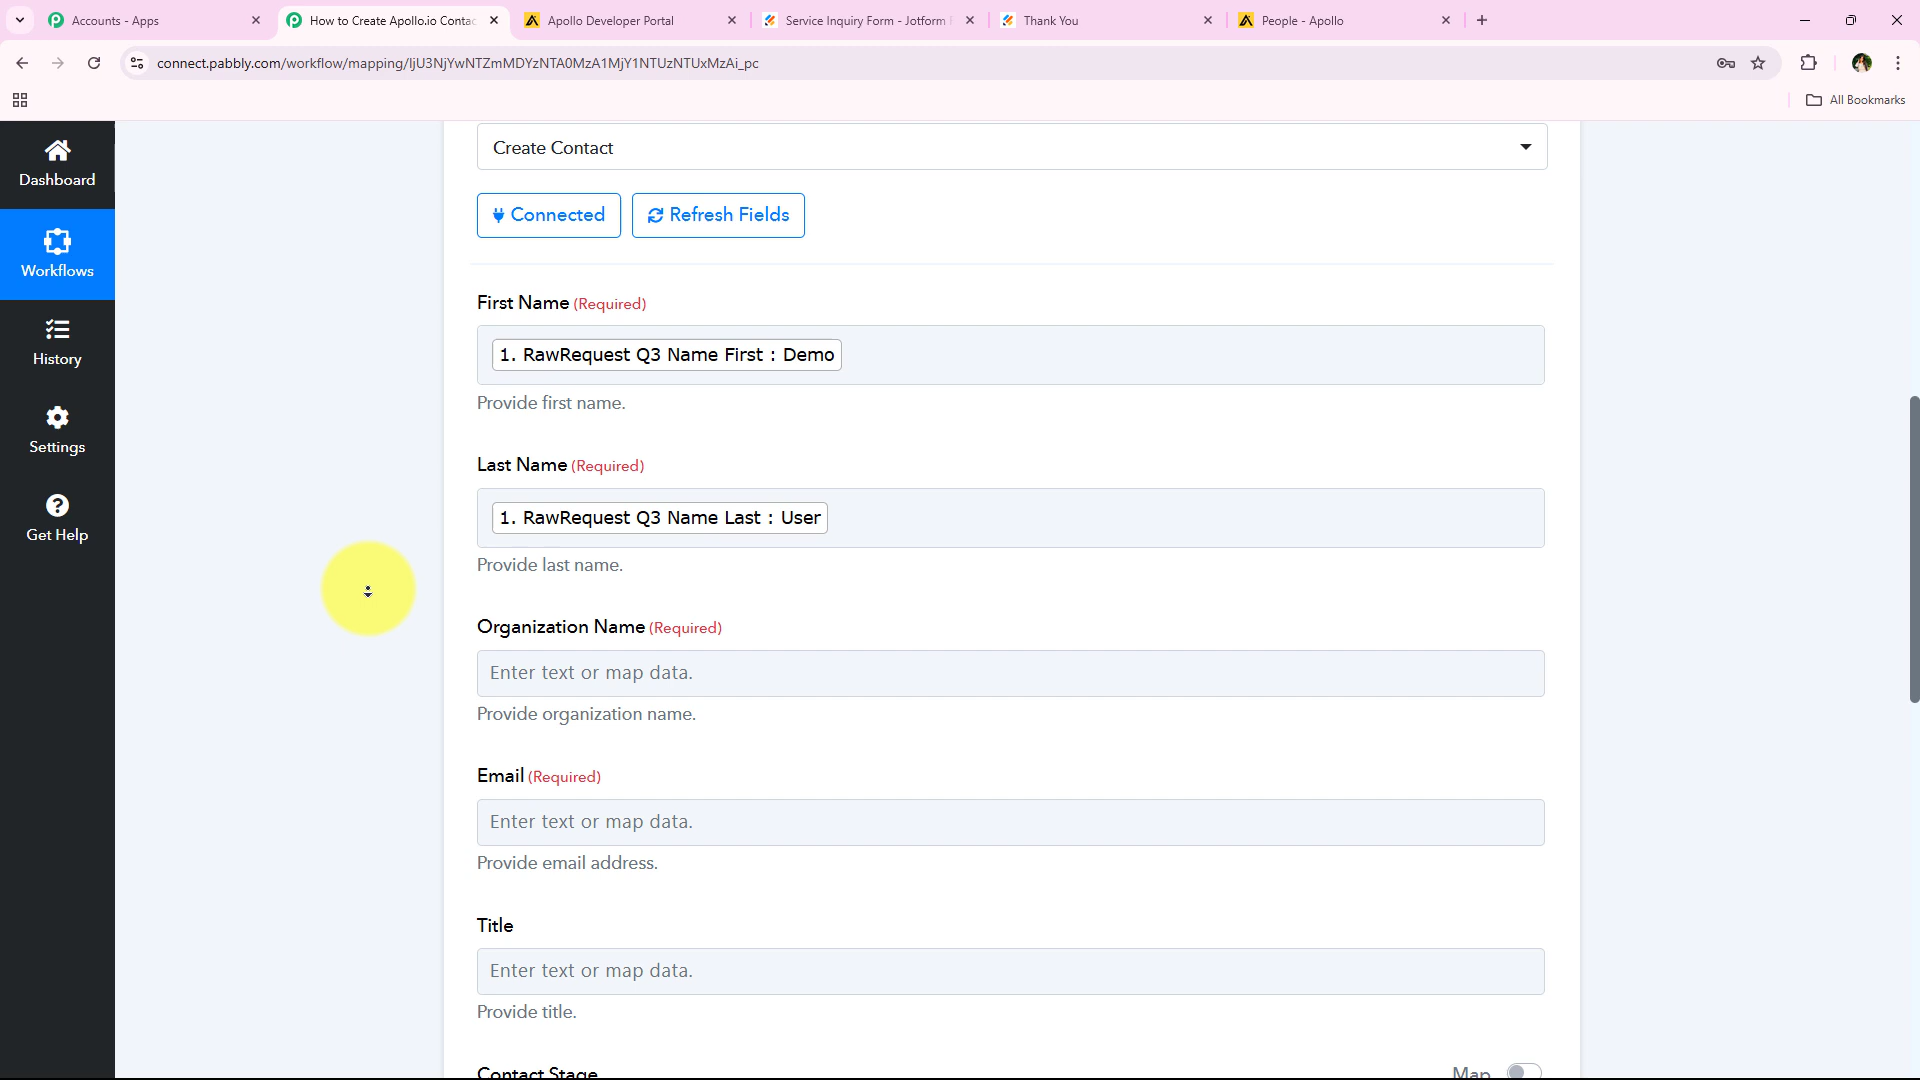 Accounts - Apps
How to Create Apollo.io Contac
Apollo Developer Portal
Service Inquiry Form - Jotform
Thank You
People - Apollo
connect.pabbly.com/workflow/mapping/IjU3NjYwNTZmMDYzNTA0MzA1MjY1NTUzNTUxMzAi_pc
All Bookmarks
Dashboard
Workflows
History
Settings
Get Help
Create Contact
Connected
Refresh Fields
First Name (Required)
1. RawRequest Q3 Name First : Demo
Provide first name.
Last Name (Required)
1. RawRequest Q3 Name Last : User
Provide last name.
Organization Name (Required)
Enter text or map data.
Provide organization name.
Email (Required)
Enter text or map data.
Provide email address.
Title
Enter text or map data.
Provide title.
Contact Stage
Map